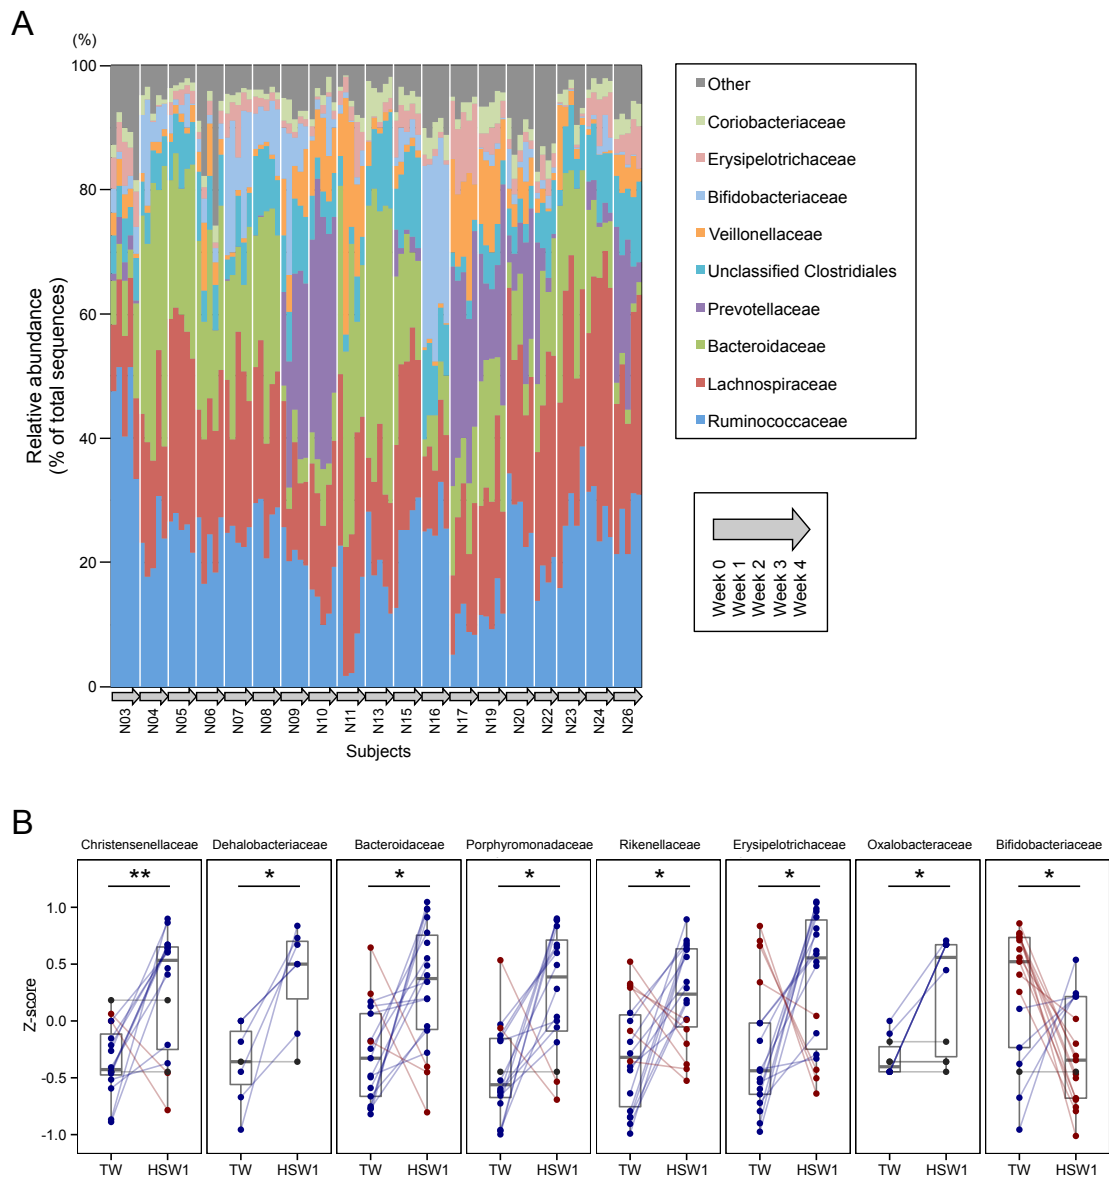 A
(%)
100
80
60
40
20
0
Relative abundance
(% of total sequences)
N03 N04 N05 N06 N07 N08 N09 N10 N11 N13 N15 N16 N17 N19 N20 N22 N23 N24 N26
Subjects
Other
Coriobacteriaceae
Erysipelotrichaceae
Bifidobacteriaceae
Veillonellaceae
Unclassified Clostridiales
Prevotellaceae
Bacteroidaceae
Lachnospiraceae
Ruminococcaceae
Week 0
Week 1
Week 2
Week 3
Week 4
B
Christensenellaceae Dehalobacteriaceae Bacteroidaceae Porphyromonadaceae Rikenellaceae Erysipelotrichaceae Oxalobacteraceae Bifidobacteriaceae
** * * * * * * *
1.0
0.5
0.0
-0.5
-1.0
Z-score
TW HSW1 TW HSW1 TW HSW1 TW HSW1 TW HSW1 TW HSW1 TW HSW1 TW HSW1